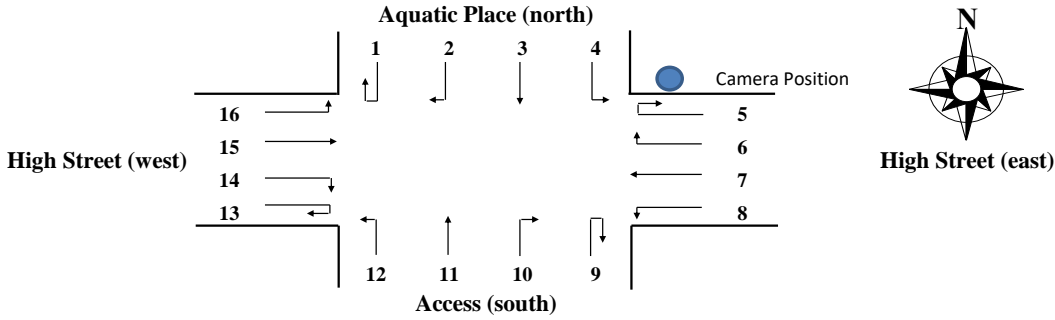 Aquatic Place (north)
N
1 2 3 4
Camera Position
16 5
15 6
High Street (west) High Street (east)
14 7
13 8
12 11 10 9
Access (south)